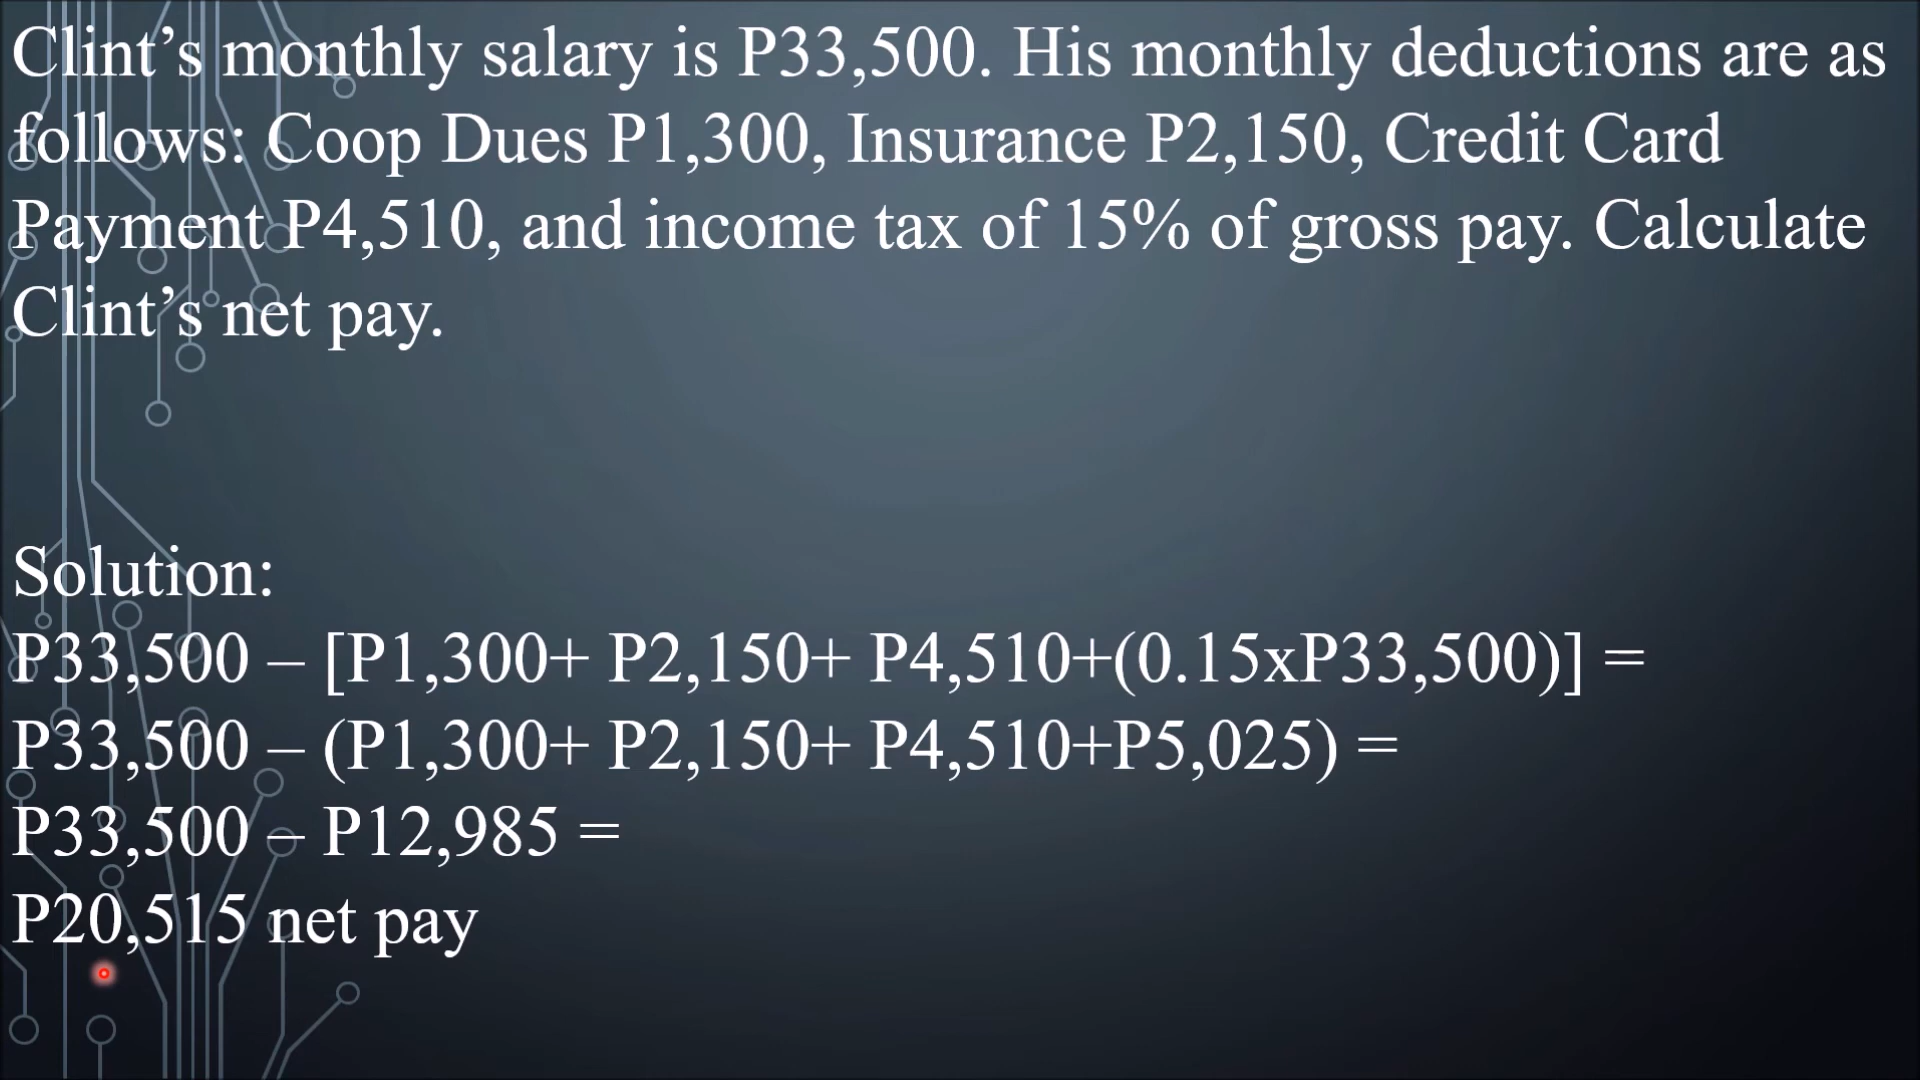 Clint’s monthly salary is P33,500. His monthly deductions are as
follows: Coop Dues P1,300, Insurance P2,150, Credit Card
Payment P4,510, and income tax of 15% of gross pay. Calculate
Clint’s net pay.
Solution:
P33,500 – [P1,300+ P2,150+ P4,510+(0.15xP33,500)] =
P33,500 – (P1,300+ P2,150+ P4,510+P5,025) =
P33,500 – P12,985 =
P20,515 net pay